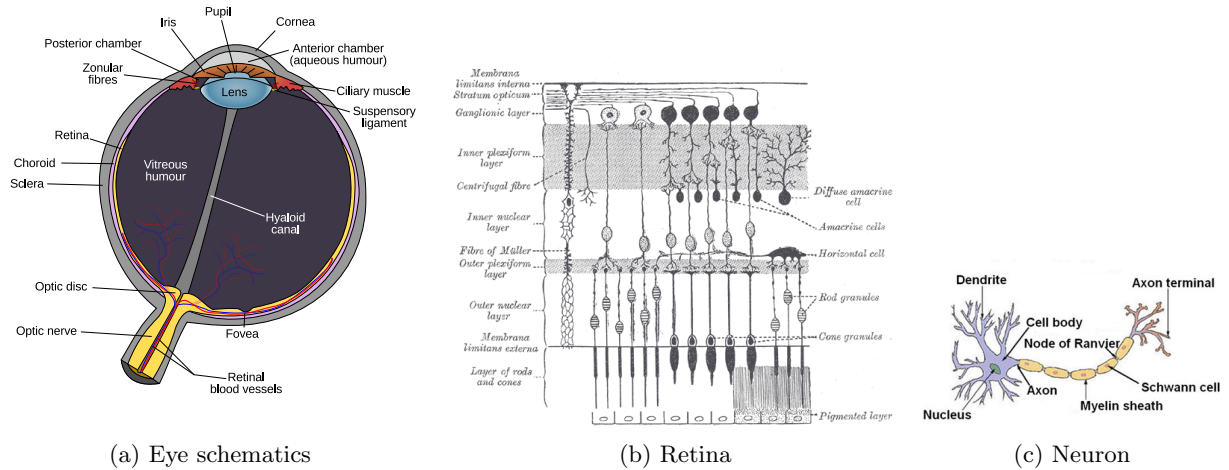 Pupil
Iris
Cornea
Posterior chamber
Anterior chamber
(aqueous humour)
Zonular
fibres
Lens
Ciliary muscle
Suspensory
ligament
Retina
Choroid
Vitreous
humour
Sclera
Hyaloid
canal
Optic disc
Optic nerve
Fovea
Retinal
blood vessels
(a) Eye schematics
Membrana
limitans interna
Stratum opticum
Ganglionic layer
Inner plexiform
layer
Centrifugal fibre
Diffuse amacrine
cell
Inner nuclear
layer
Amacrine cells
Fibre of Müller
Horizontal cell
Outer plexiform
layer
Outer nuclear
layer
Rod granules
Membrana
limitans externa
Cone granules
Layer of rods
and cones
Pigmented layer
(b) Retina
Dendrite
Axon terminal
Cell body
Node of Ranvier
Axon
Schwann cell
Nucleus
Myelin sheath
(c) Neuron